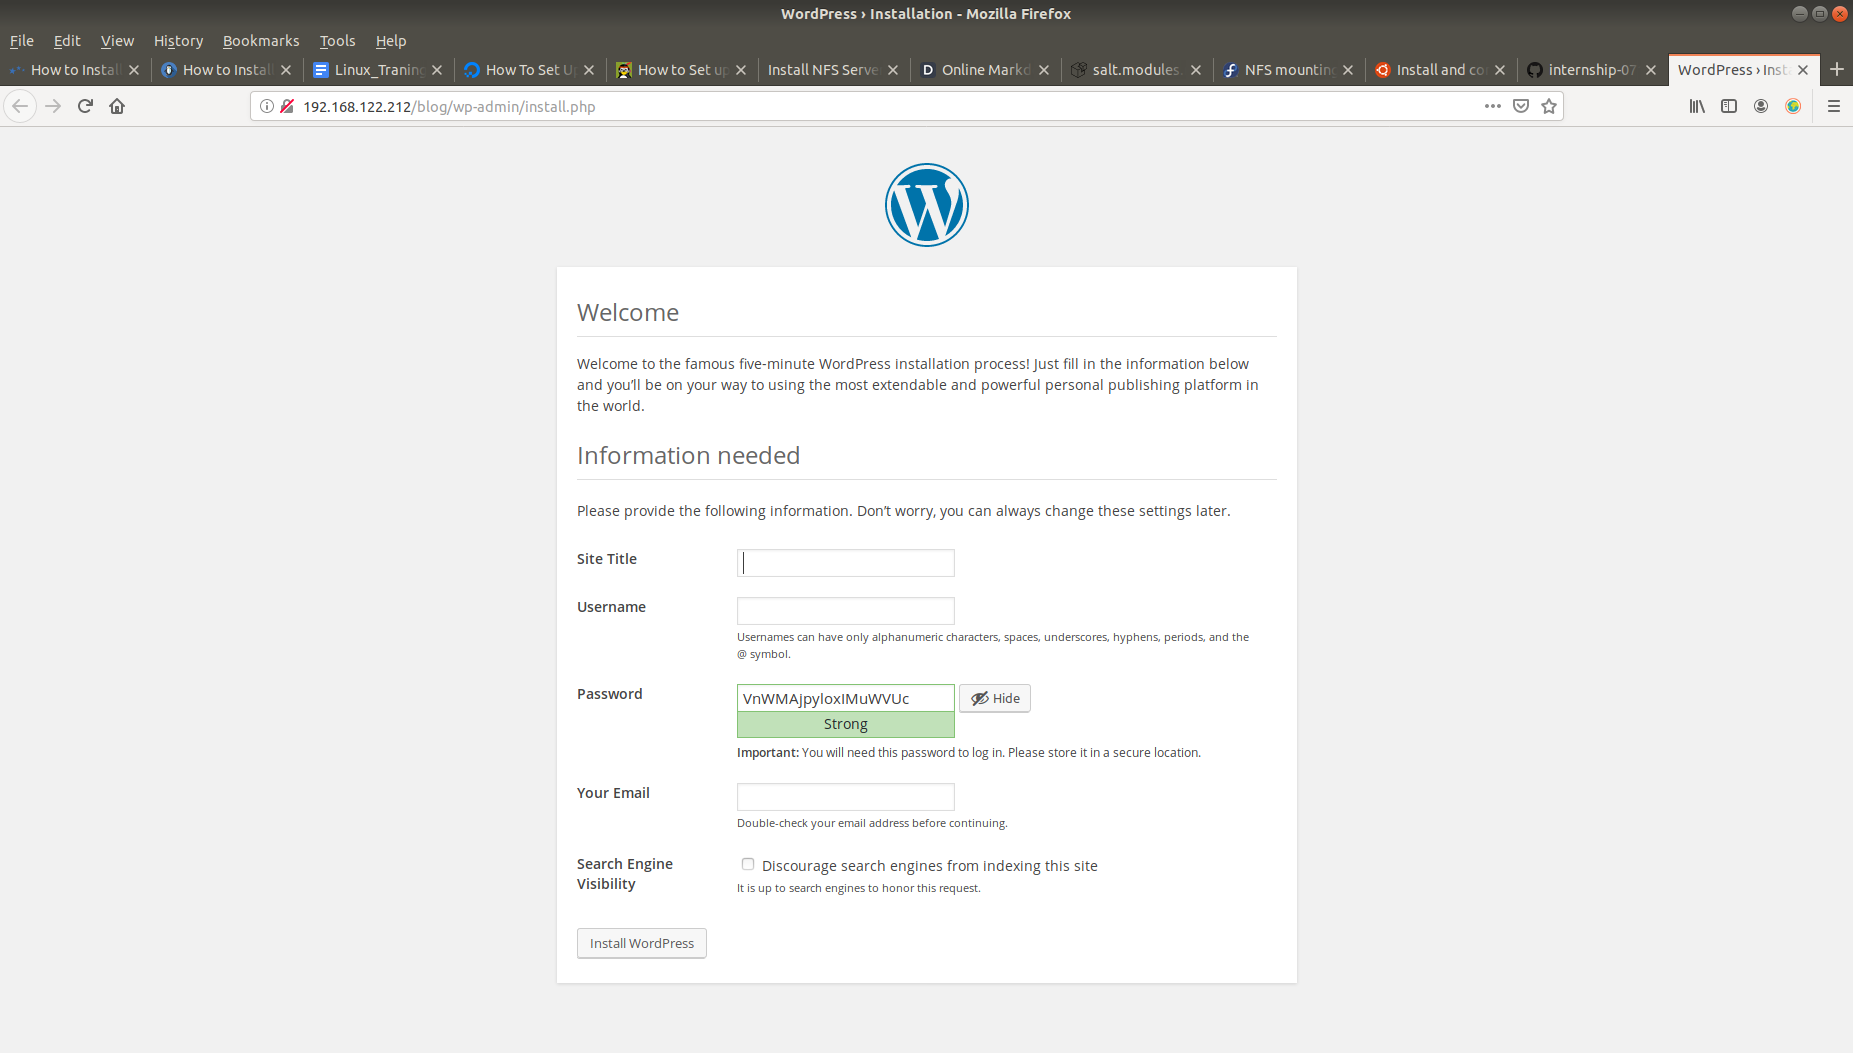 WordPress › Installation - Mozilla Firefox
File Edit View History Bookmarks Tools Help
How to Instal
How to Instal
Linux_Traning
How To Set U
How to Set up
Install NFS Serve
Online Markd
salt.modules.
NFS mounting
Install and co
internship-07
WordPress › Inst
192.168.122.212/blog/wp-admin/install.php
Welcome
Welcome to the famous five-minute WordPress installation process! Just fill in the information below
and you’ll be on your way to using the most extendable and powerful personal publishing platform in
the world.
Information needed
Please provide the following information. Don’t worry, you can always change these settings later.
Site Title
Username
Usernames can have only alphanumeric characters, spaces, underscores, hyphens, periods, and the
@ symbol.
Password
VnWMAjpyloxIMuWVUc
Hide
Strong
Important: You will need this password to log in. Please store it in a secure location.
Your Email
Double-check your email address before continuing.
Search Engine
Visibility
Discourage search engines from indexing this site
It is up to search engines to honor this request.
Install WordPress